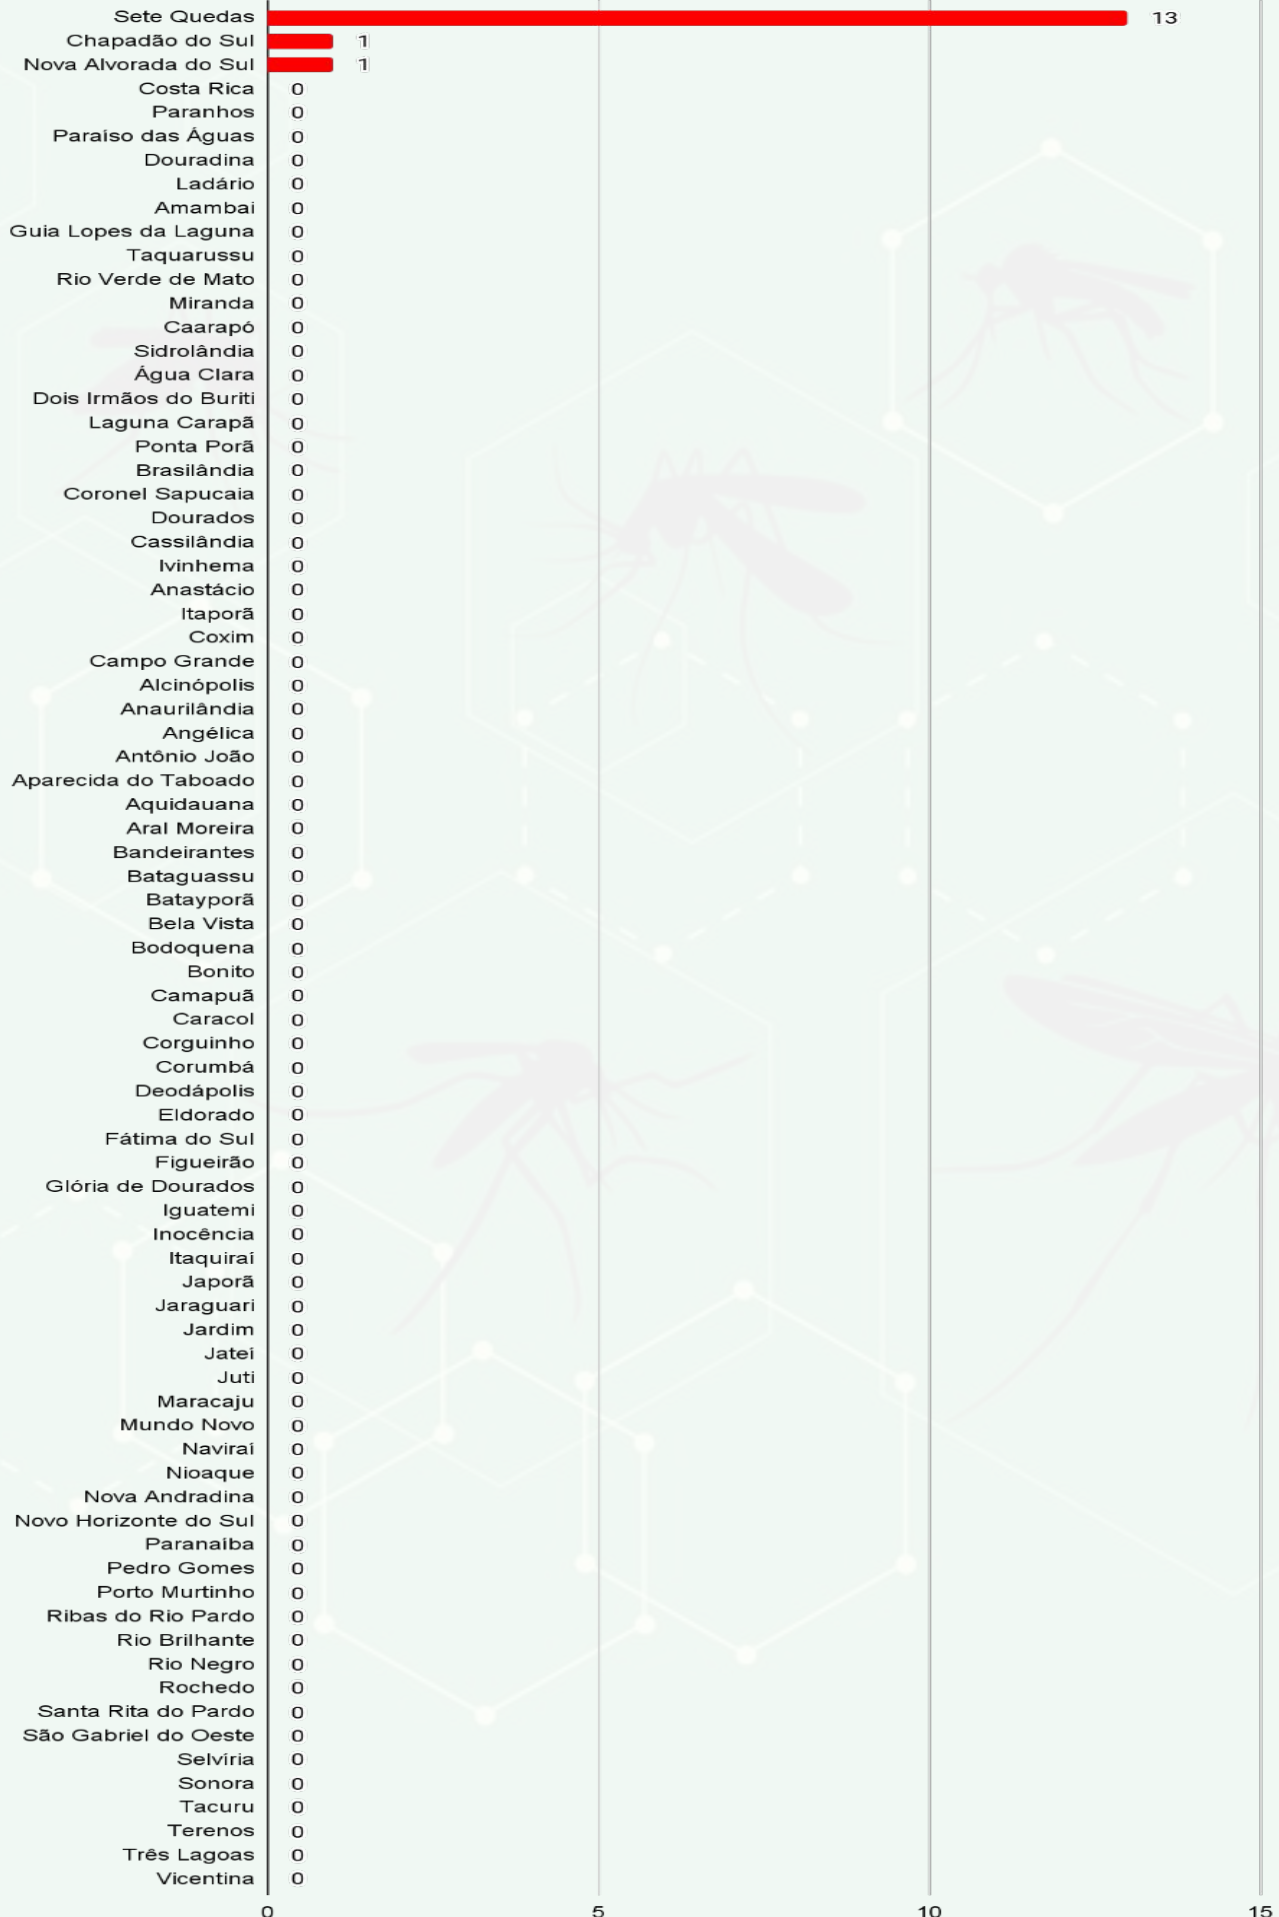 Sete Quedas 13
Chapadão do Sul 1
Nova Alvorada do Sul 1
Costa Rica 0
Paranhos 0
Paraíso das Águas 0
Douradina 0
Ladário 0
Amambai 0
Guia Lopes da Laguna 0
Taquarussu 0
Rio Verde de Mato 0
Miranda 0
Caarapó 0
Sidrolândia 0
Água Clara 0
Dois Irmãos do Buriti 0
Laguna Carapã 0
Ponta Porã 0
Brasilândia 0
Coronel Sapucaia 0
Dourados 0
Cassilândia 0
Ivinhema 0
Anastácio 0
Itaporã 0
Coxim 0
Campo Grande 0
Alcinópolis 0
Anaurilândia 0
Angélica 0
Antônio João 0
Aparecida do Taboado 0
Aquidauana 0
Aral Moreira 0
Bandeirantes 0
Bataguassu 0
Batayporã 0
Bela Vista 0
Bodoquena 0
Bonito 0
Camapuã 0
Caracol 0
Corguinho 0
Corumbá 0
Deodápolis 0
Eldorado 0
Fátima do Sul 0
Figueirão 0
Glória de Dourados 0
Iguatemi 0
Inocência 0
Itaquiraí 0
Japorã 0
Jaraguari 0
Jardim 0
Jateí 0
Juti 0
Maracaju 0
Mundo Novo 0
Naviraí 0
Nioaque 0
Nova Andradina 0
Novo Horizonte do Sul 0
Paranaíba 0
Pedro Gomes 0
Porto Murtinho 0
Ribas do Rio Pardo 0
Rio Brilhante 0
Rio Negro 0
Rochedo 0
Santa Rita do Pardo 0
São Gabriel do Oeste 0
Selvíria 0
Sonora 0
Tacuru 0
Terenos 0
Três Lagoas 0
Vicentina 0
0 5 10 15